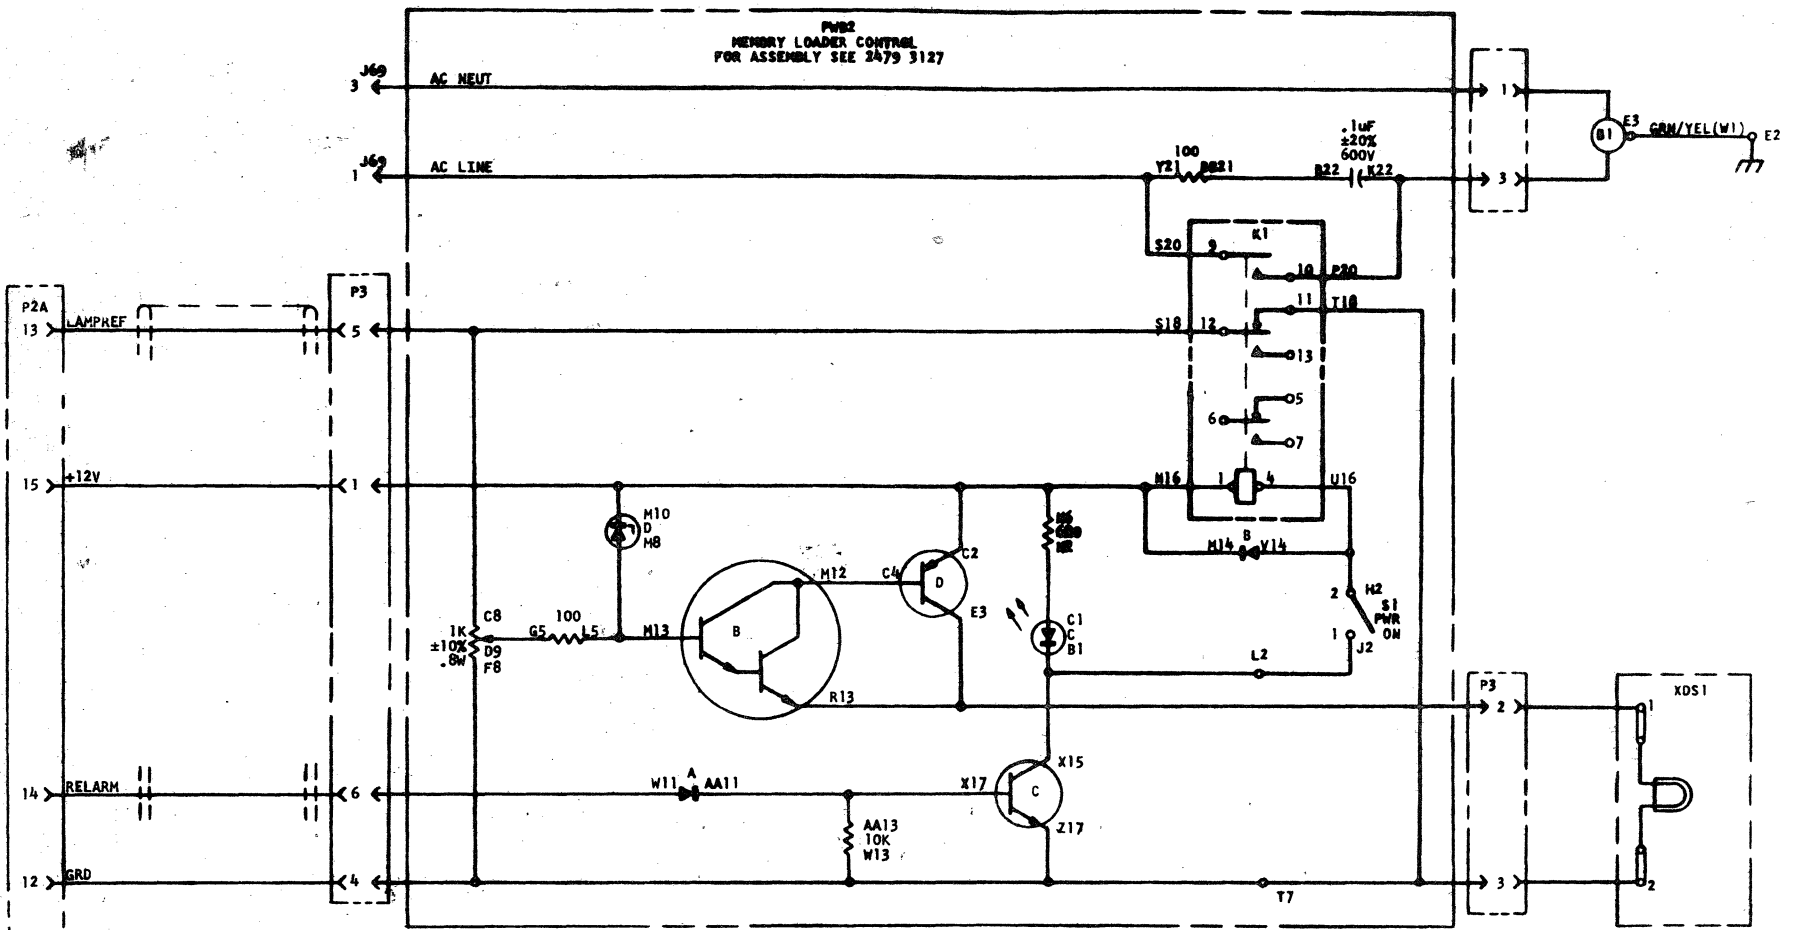 PWB2
MEMORY LOADER CONTROL
FOR ASSEMBLY SEE 2479 3127
J69
3
AC NEUT
1
J69
1
AC LINE
.1uF
±20%
600V
100
Y21
BB21
B22
K22
3
B1
E3
GRN/YEL(W1)
E2
K1
S20
9
10
P20
11
T18
P2A
P3
13
LAMPREF
5
S18
12
13
5
6
7
15
+12V
1
M16
1
4
U16
M10
D
M8
M6
680
B
M14
V14
C2
M12
C4
D
E3
2
H2
S1
PWR
ON
1
J2
C8
1K
±10%
.8W
D9
F8
G5
100
L5
M13
B
R13
C1
C
B1
L2
P3
2
XDS1
1
14
RELARM
6
W11
A
AA11
X17
X15
C
Z17
AA13
10K
W13
12
GRD
4
T7
3
2